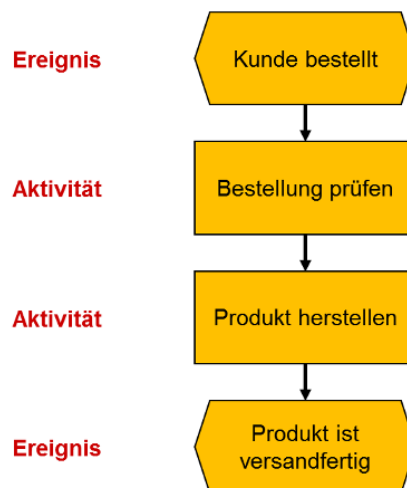 Ereignis
Kunde bestellt
Aktivität
Bestellung prüfen
Aktivität
Produkt herstellen
Ereignis
Produkt ist
versandfertig